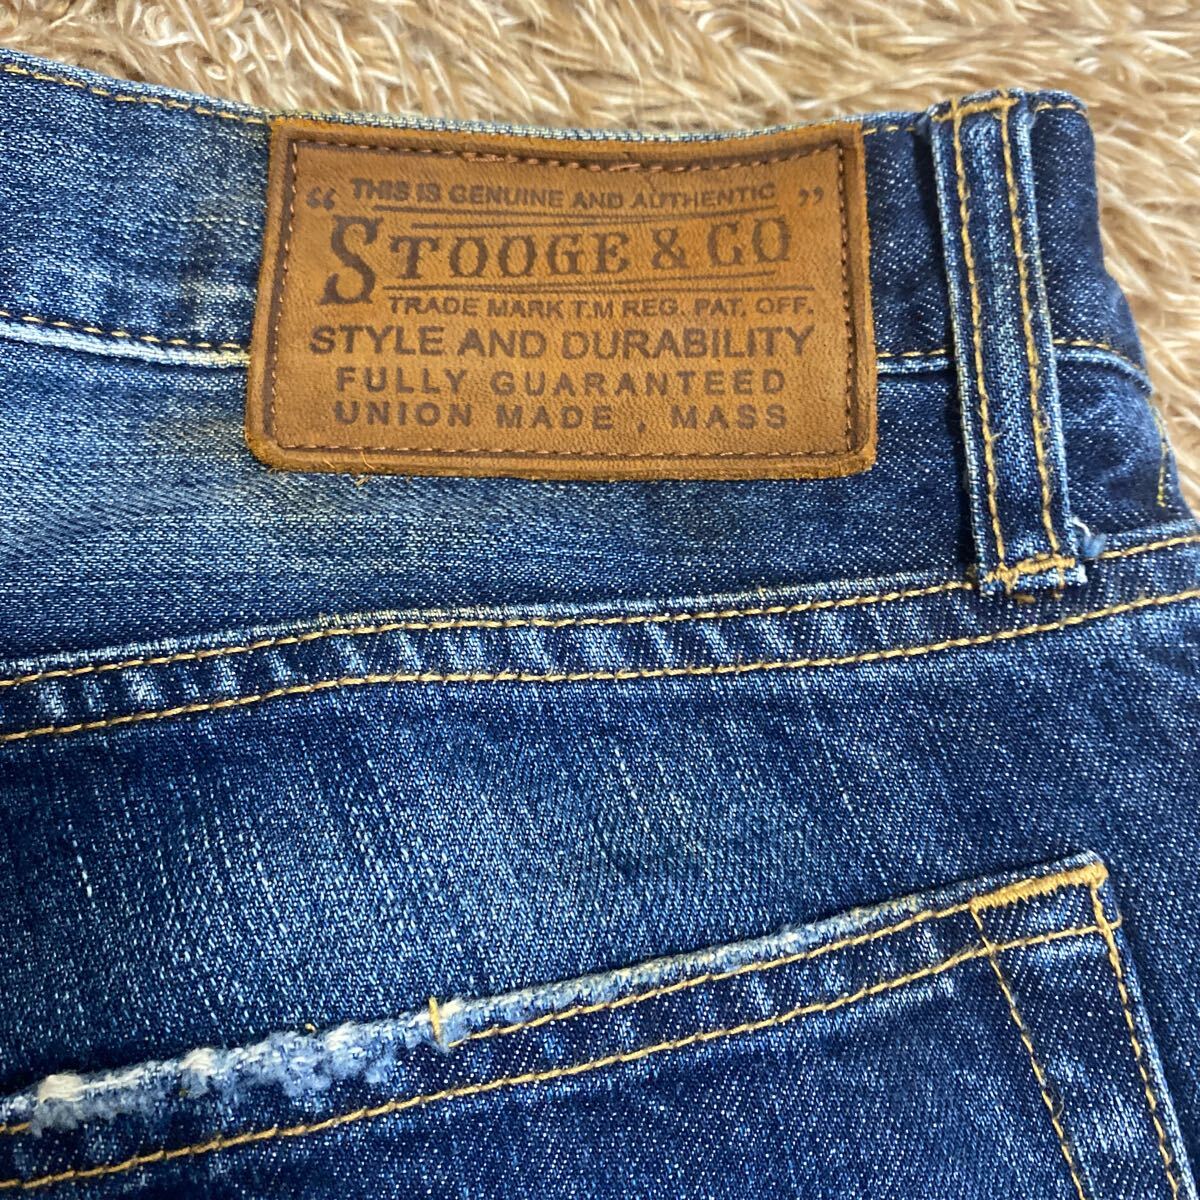 “ THIS IS GENUINE AND AUTHENTIC ”
STOOGE & CO
TRADE MARK T.M REG. PAT. OFF.
STYLE AND DURABILITY
FULLY GUARANTEED
UNION MADE , MASS